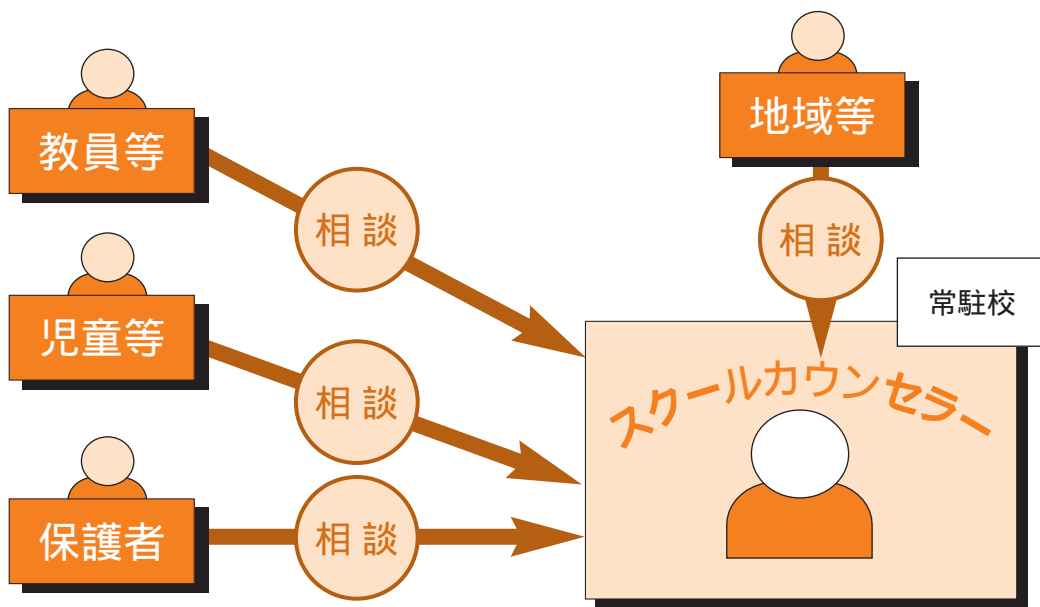 教員等
相談
児童等
相談
保護者
相談
地域等
相談
常駐校
スクールカウンセラー